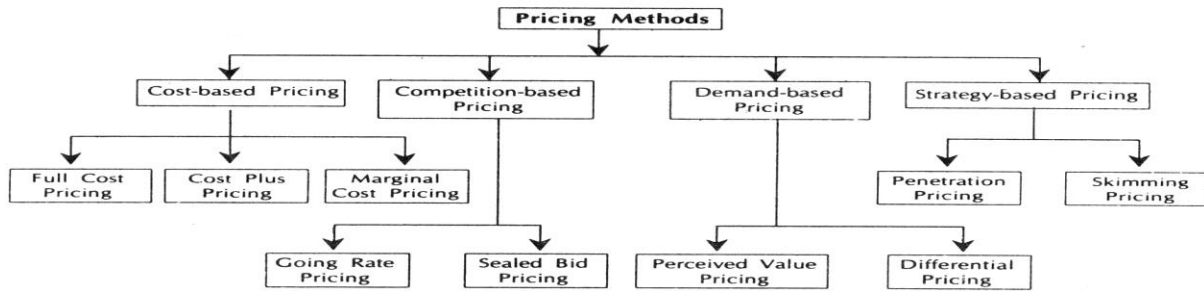 Pricing Methods
Cost-based Pricing
Competition-based
Pricing
Demand-based
Pricing
Strategy-based Pricing
Full Cost
Pricing
Cost Plus
Pricing
Marginal
Cost Pricing
Penetration
Pricing
Skimming
Pricing
Going Rate
Pricing
Sealed Bid
Pricing
Perceived Value
Pricing
Differential
Pricing